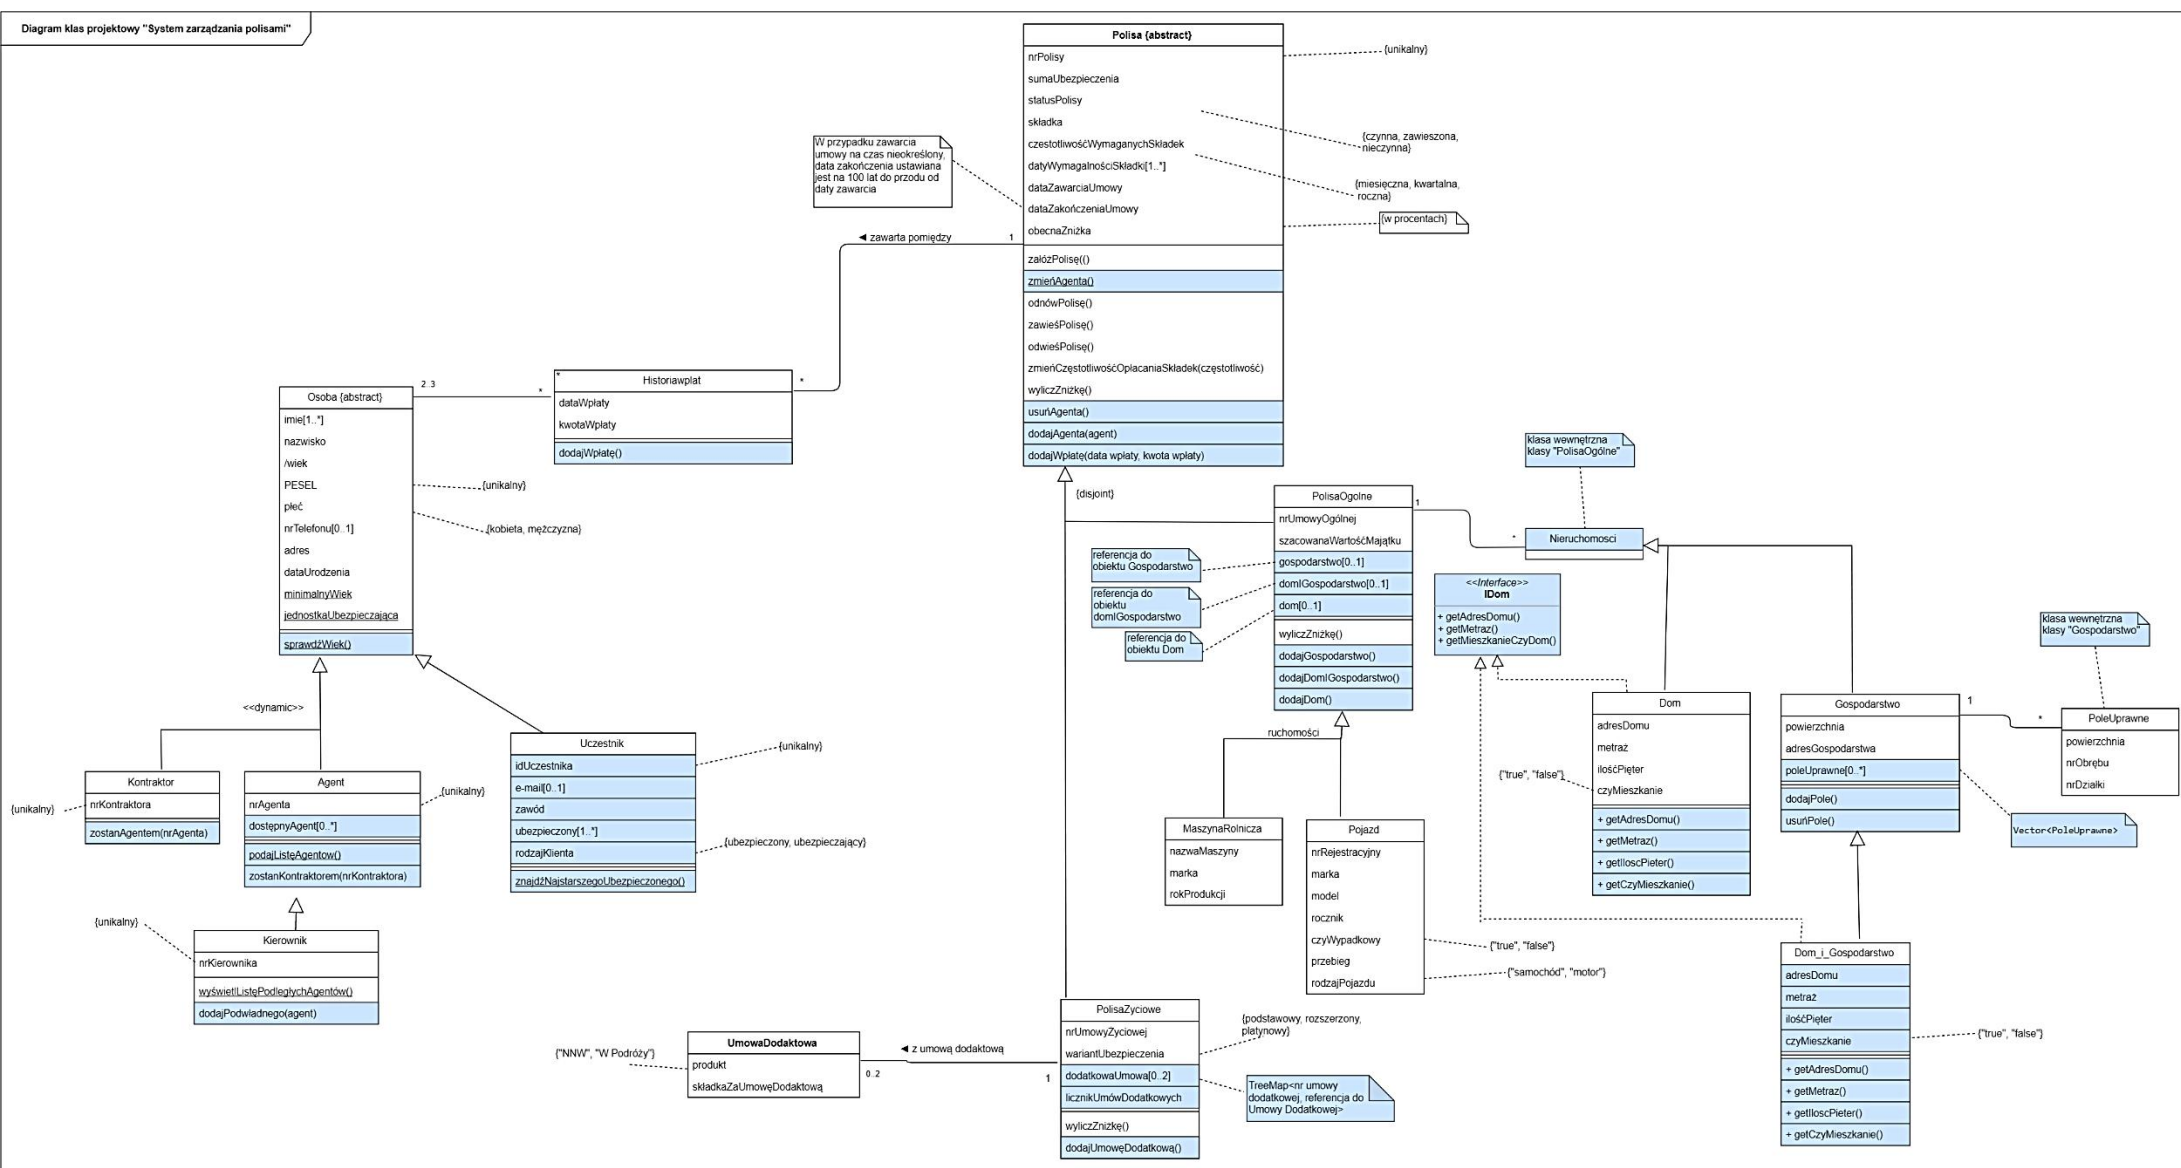 Diagram klas projektowy "System zarządzania polisami"
Polisa {abstract}
nrPolisy
sumaUbezpieczenia
statusPolisy
składka
czestotliwośćWymaganychSkładek
datyWymagalnościSkładki[1..*]
dataZawarciaUmowy
dataZakończeniaUmowy
obecnaZniżka
załózPolisę(()
zmieńAgenta()
odnówPolisę()
zawieśPolisę()
odwieśPolisę()
zmieńCzęstotliwośćOpłacaniaSkładek(częstotliwość)
wyliczZniżkę()
usuńAgenta()
dodajAgenta(agent)
dodajWpłatę(data wpłaty, kwota wpłaty)
{unikalny}
{czynna, zawieszona,
nieczynna}
{miesięczna, kwartalna,
roczna}
{w procentach}
W przypadku zawarcia
umowy na czas nieokreślony,
data zakończenia ustawiana
jest na 100 lat do przodu od
daty zawarcia
◄ zawarta pomiędzy
1
*
Historiawplat
*
dataWpłaty
kwotaWpłaty
dodajWpłatę()
2..3
*
Osoba {abstract}
imie[1..*]
nazwisko
/wiek
PESEL
płeć
nrTelefonu[0..1]
adres
dataUrodzenia
minimalnyWiek
jednostkaUbezpieczająca
sprawdźWiek()
{unikalny}
{kobieta, mężczyzna}
<<dynamic>>
Kontraktor
nrKontraktora
zostanAgentem(nrAgenta)
{unikalny}
Agent
nrAgenta
dostępnyAgent[0..*]
podajListęAgentow()
zostanKontraktorem(nrKontraktora)
{unikalny}
Kierownik
nrKierownika
wyświetlListęPodległychAgentów()
dodajPodwładnego(agent)
{unikalny}
Uczestnik
idUczestnika
e-mail[0..1]
zawód
ubezpieczony[1..*]
rodzajKlienta
znajdźNajstarszegoUbezpieczonego()
{unikalny}
{ubezpieczony, ubezpieczający}
{disjoint}
PolisaOgolne
nrUmowyOgólnej
szacowanaWartośćMajątku
gospodarstwo[0..1]
domIGospodarstwo[0..1]
dom[0..1]
wyliczZniżkę()
dodajGospodarstwo()
dodajDomIGospodarstwo()
dodajDom()
referencja do
obiektu Gospodarstwo
referencja do
obiektu
domIGospodarstwo
referencja do
obiektu Dom
1
*
klasa wewnętrzna
klasy "PolisaOgólne"
Nieruchomosci
<<Interface>>
IDom
+ getAdresDomu()
+ getMetraz()
+ getMieszkanieCzyDom()
ruchomości
MaszynaRolnicza
nazwaMaszyny
marka
rokProdukcji
Pojazd
nrRejestracyjny
marka
model
rocznik
czyWypadkowy
przebieg
rodzajPojazdu
{"true", "false"}
{"samochód", "motor"}
Dom
adresDomu
metraż
ilośćPięter
czyMieszkanie
+ getAdresDomu()
+ getMetraz()
+ getIloscPieter()
+ getCzyMieszkanie()
{"true", "false"}
Gospodarstwo
powierzchnia
adresGospodarstwa
poleUprawne[0..*]
dodajPole()
usuńPole()
1
*
klasa wewnętrzna
klasy "Gospodarstwo"
PoleUprawne
powierzchnia
nrObrębu
nrDziałki
Vector<PoleUprawne>
Dom_i_Gospodarstwo
adresDomu
metraż
ilośćPięter
czyMieszkanie
+ getAdresDomu()
+ getMetraz()
+ getIloscPieter()
+ getCzyMieszkanie()
{"true", "false"}
PolisaZyciowe
nrUmowyZyciowej
wariantUbezpieczenia
dodatkowaUmowa[0..2]
licznikUmówDodatkowych
wyliczZniżkę()
dodajUmowęDodatkową()
{podstawowy, rozszerzony,
platynowy}
TreeMap<nr umowy
dodatkowej, referencja do
Umowy Dodatkowej>
◄ z umową dodaktową
0..2
1
UmowaDodaktowa
produkt
składkaZaUmowęDodaktową
{"NNW", "W Podróży"}